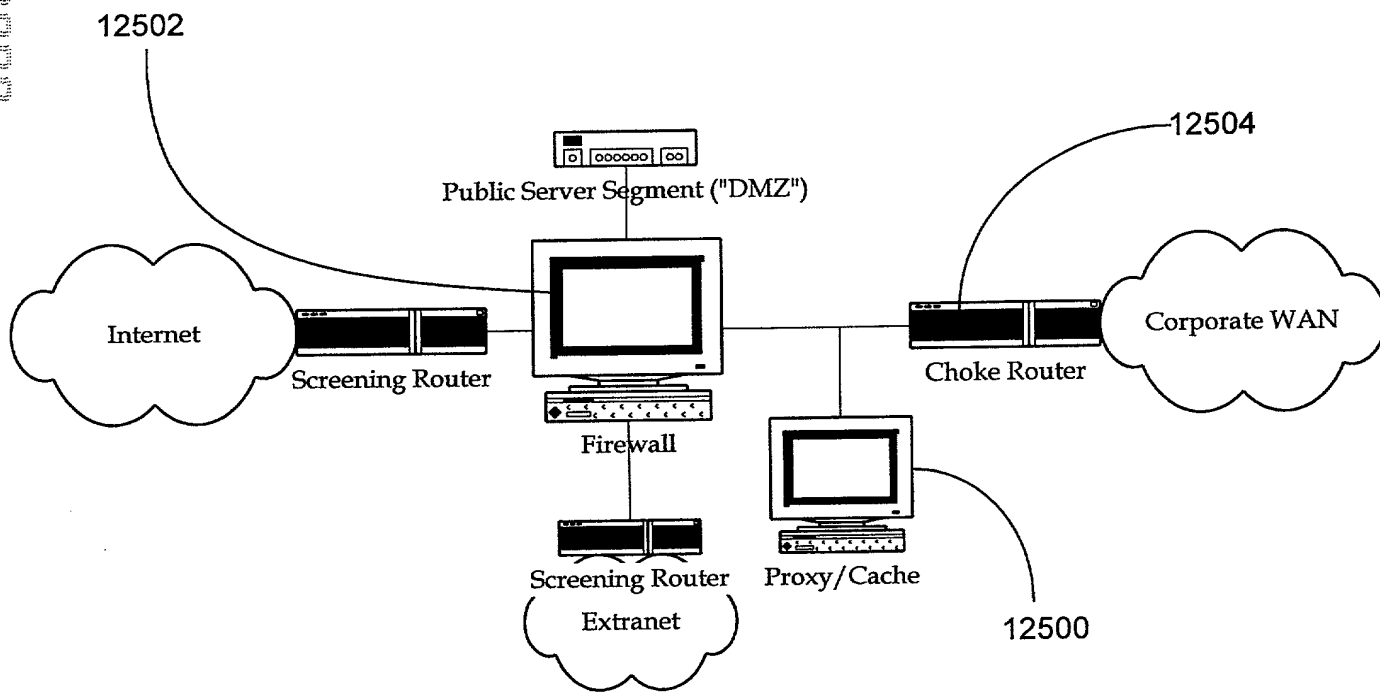 12502
12504
Public Server Segment ("DMZ")
Internet
Corporate WAN
Screening Router
Choke Router
Firewall
Screening Router
Proxy/Cache
Extranet
12500